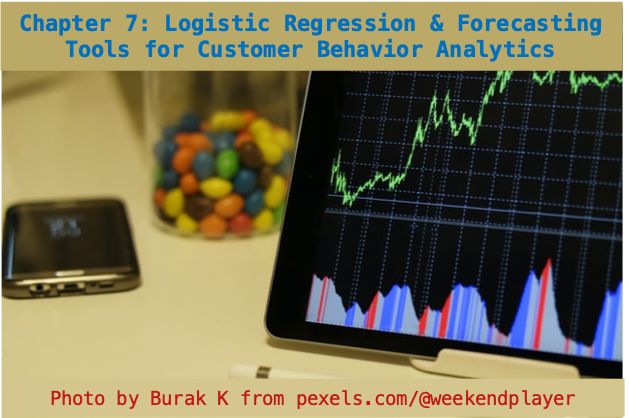 Chapter 7: Logistic Regression & Forecasting
Tools for Customer Behavior Analytics
Photo by Burak K from pexels.com/@weekendplayer